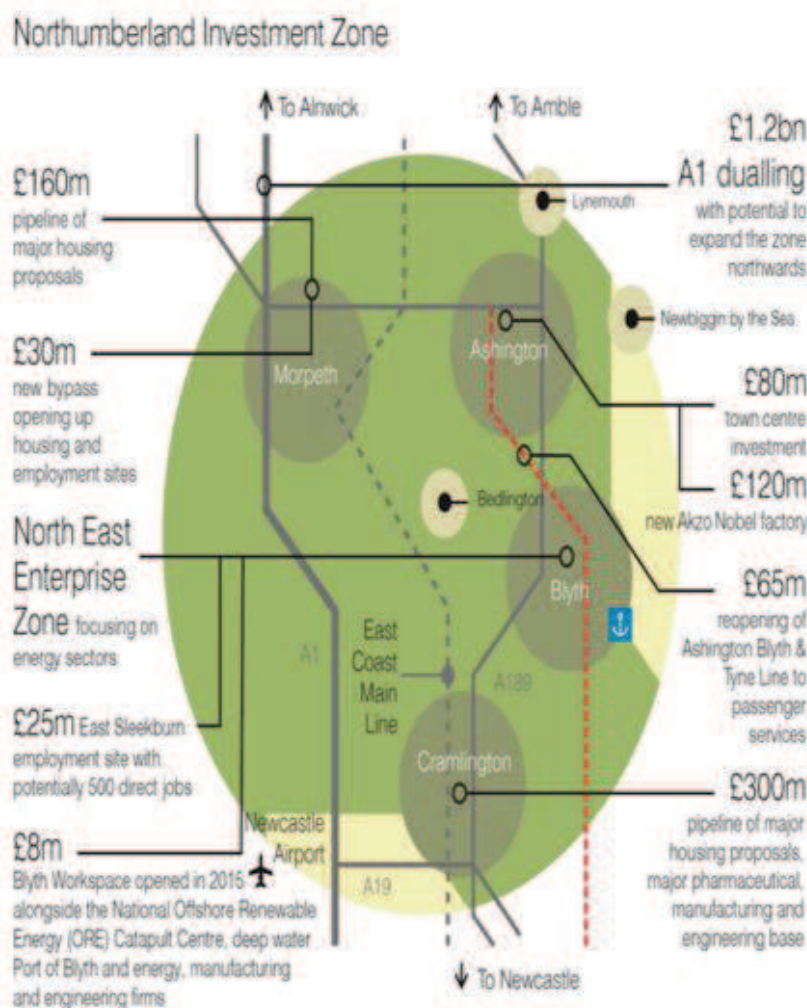 Northumberland Investment Zone
To Alnwick
To Amble
£160m
pipeline of
major housing
proposals
£30m
new bypass
opening up
housing and
employment sites
North East
Enterprise
Zone focusing on
energy sectors
£25m East Sleekburn
employment site with
potentially 500 direct jobs
£8m
Blyth Workspace opened in 2015
alongside the National Offshore Renewable
Energy (ORE) Catapult Centre, deep water
Port of Blyth and energy, manufacturing
and engineering firms
Morpeth
Ashington
Lynemouth
Newbiggin by the Sea
Bedlington
Blyth
A1
East
Coast
Main
Line
A189
Cramlington
Newcastle
Airport
A19
To Newcastle
£1.2bn
A1 dualling
with potential to
expand the zone
northwards
£80m
town centre
investment
£120m
new Akzo Nobel factory
£65m
reopening of
Ashington Blyth &
Tyne Line to
passenger
services
£300m
pipeline of major
housing proposals,
major pharmaceutical,
manufacturing and
engineering base